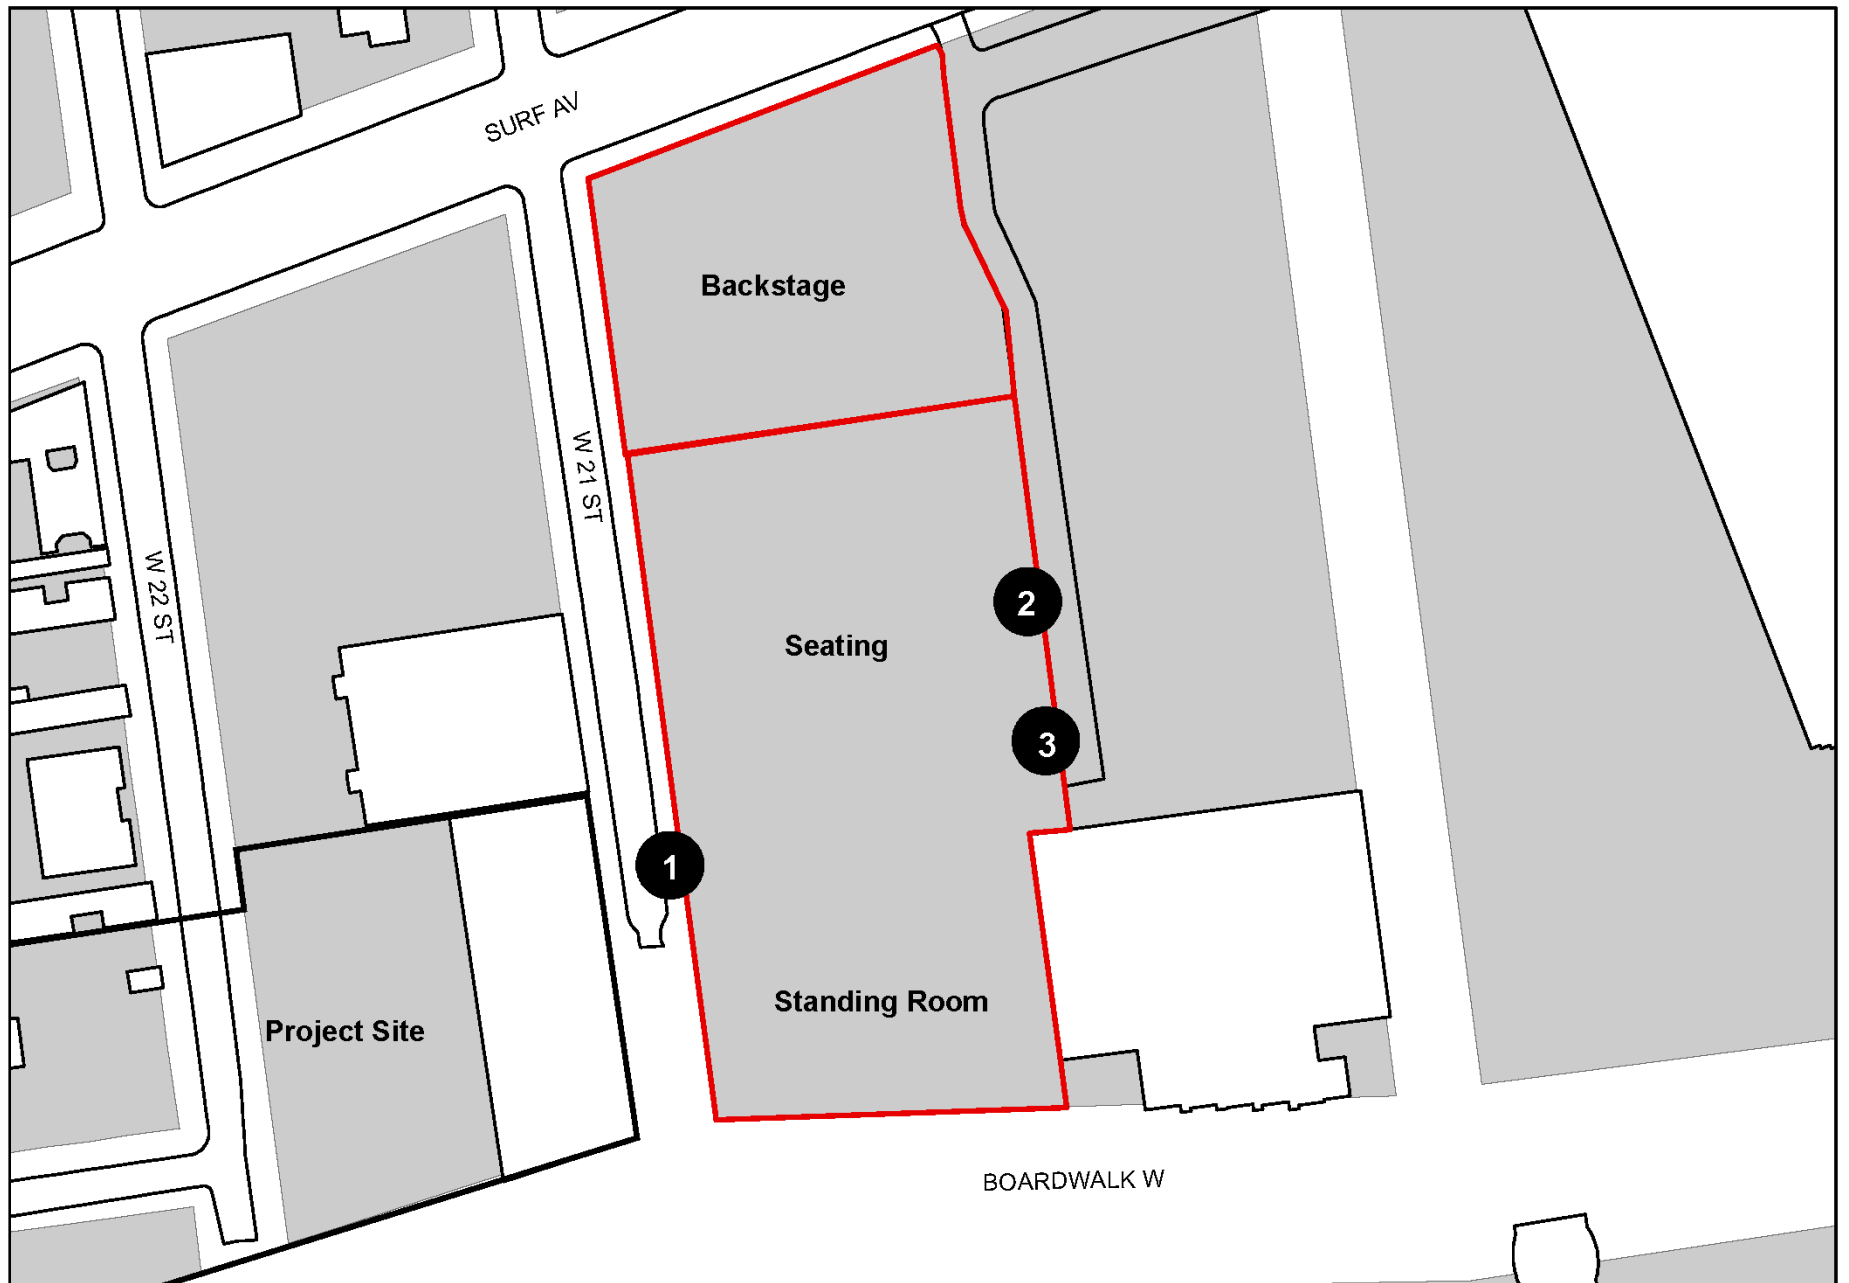 SURF AV
Backstage
W 21 ST
W 22 ST
2
Seating
3
1
Standing Room
Project Site
BOARDWALK W